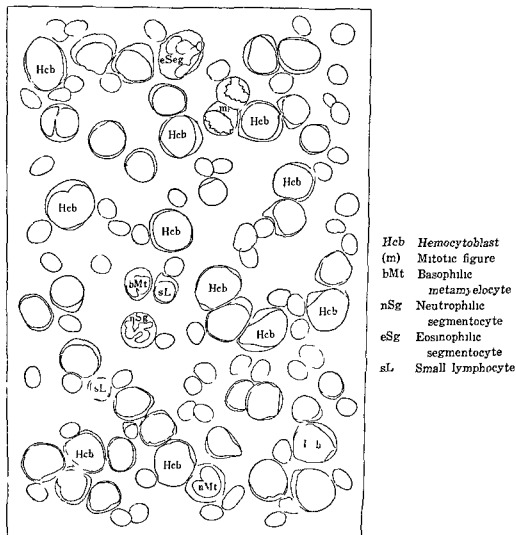 Hcb
eSeg
m
Hcb
Hcb
Hcb
Hcb
Hcb
bMt
sL
Hcb
nSg
Hcb
Hcb
sL
Hcb
Hcb
nMt
Hcb Hemocytoblast
(m) Mitotic figure
bMt Basophilic
metamyelocyte
nSg Neutrophilic
segmentocyte
eSg Eosinophilic
segmentocyte
sL Small lymphocyte